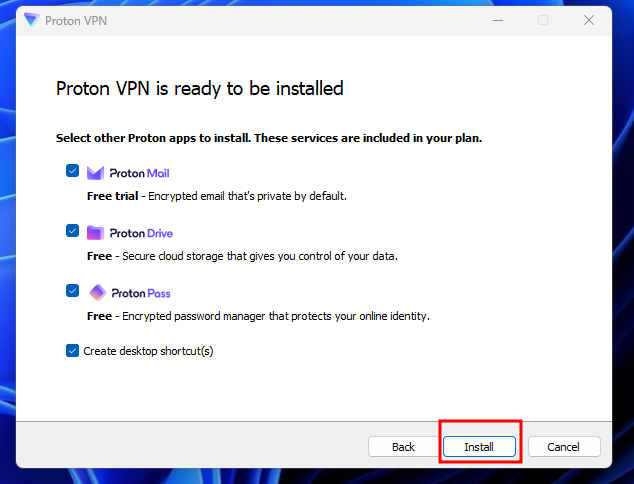 Proton VPN
Proton VPN is ready to be installed
Select other Proton apps to install. These services are included in your plan.
Proton Mail
Free trial - Encrypted email that's private by default.
Proton Drive
Free - Secure cloud storage that gives you control of your data.
Proton Pass
Free - Encrypted password manager that protects your online identity.
Create desktop shortcut(s)
Back Install Cancel